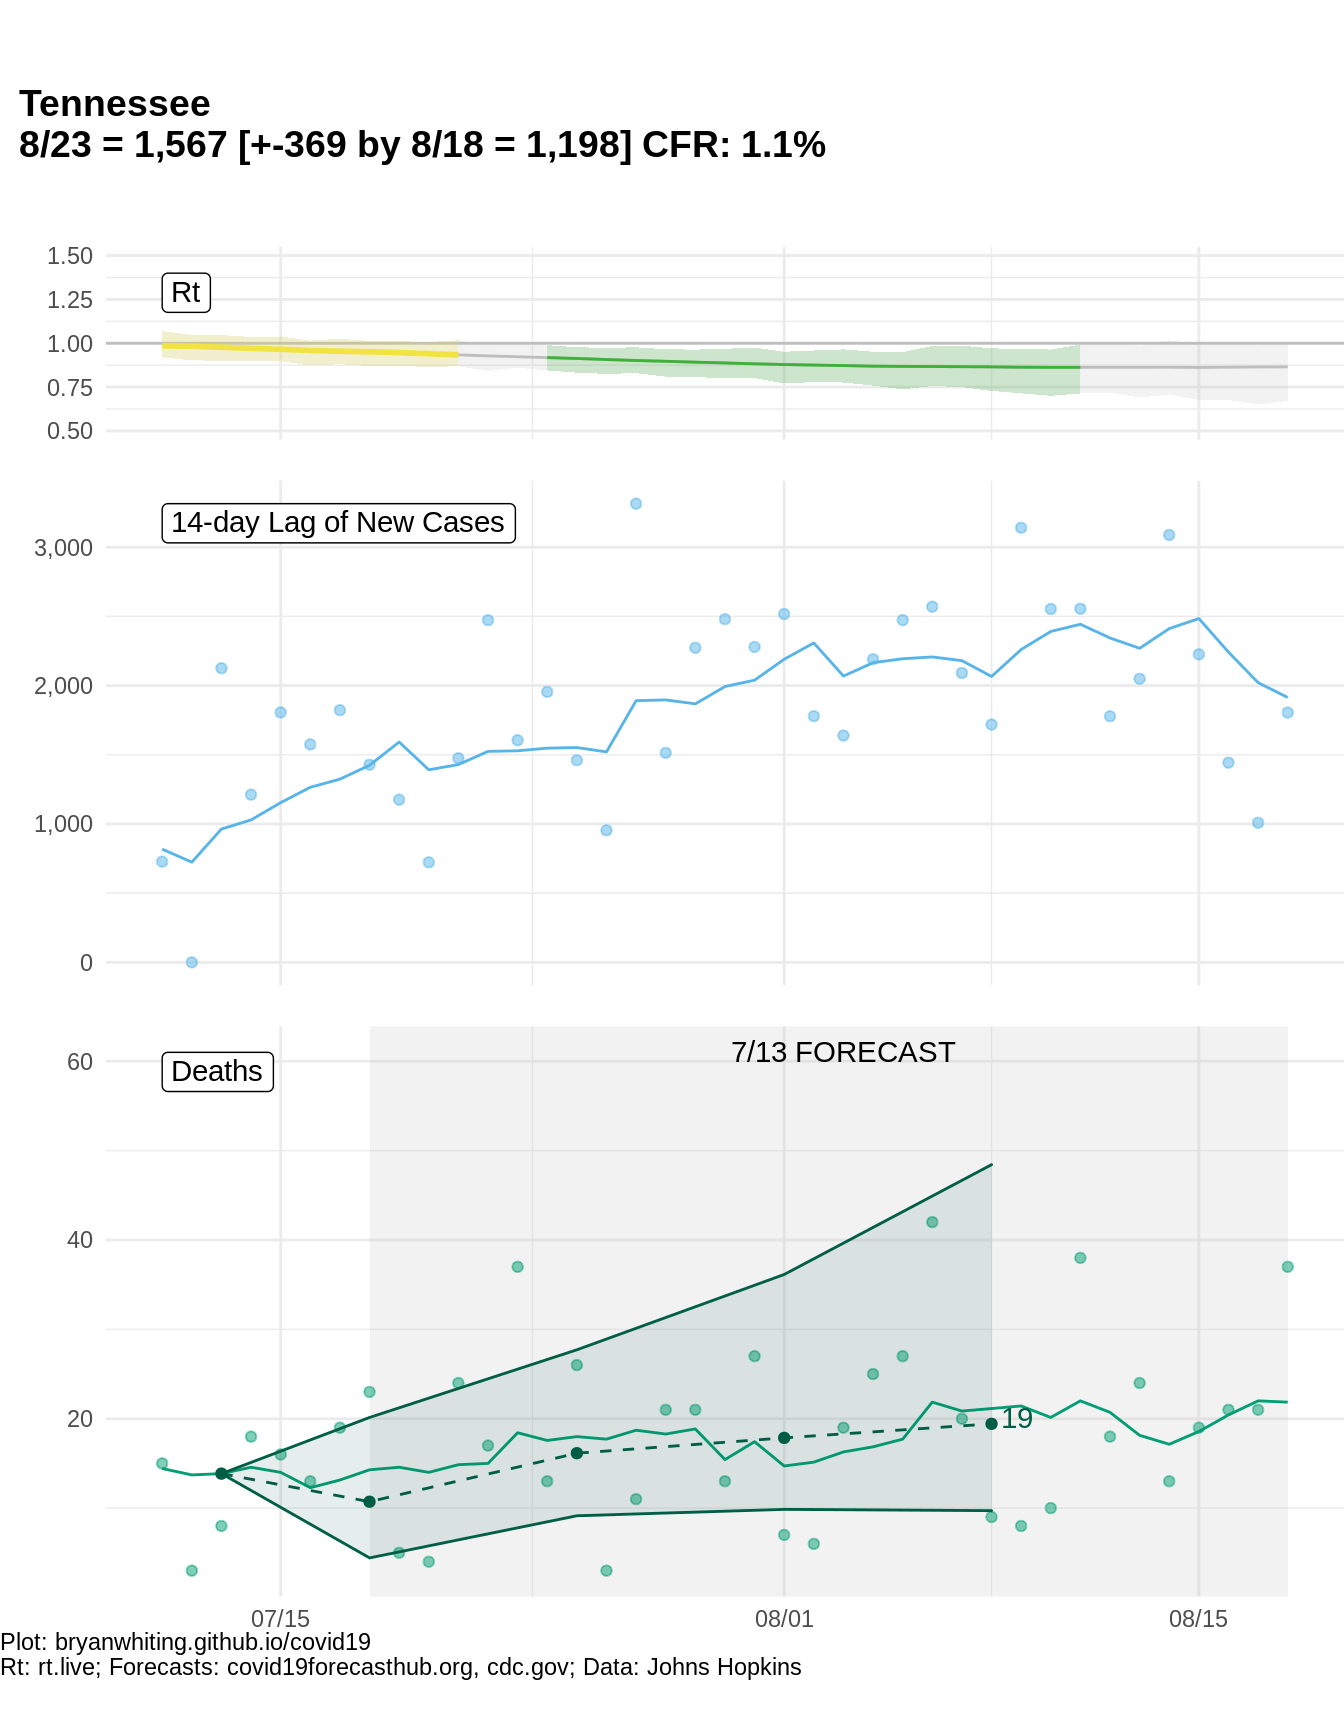 Tennessee
8/23 = 1,567 [+-369 by 8/18 = 1,198] CFR: 1.1%
1.50
Rt
1.25
1.00
0.75
0.50
14-day Lag of New Cases
3,000
2,000
1,000
0
7/13 FORECAST
60
Deaths
40
20
19
07/15
08/01
08/15
Plot: bryanwhiting.github.io/covid19
Rt: rt.live; Forecasts: covid19forecasthub.org, cdc.gov; Data: Johns Hopkins